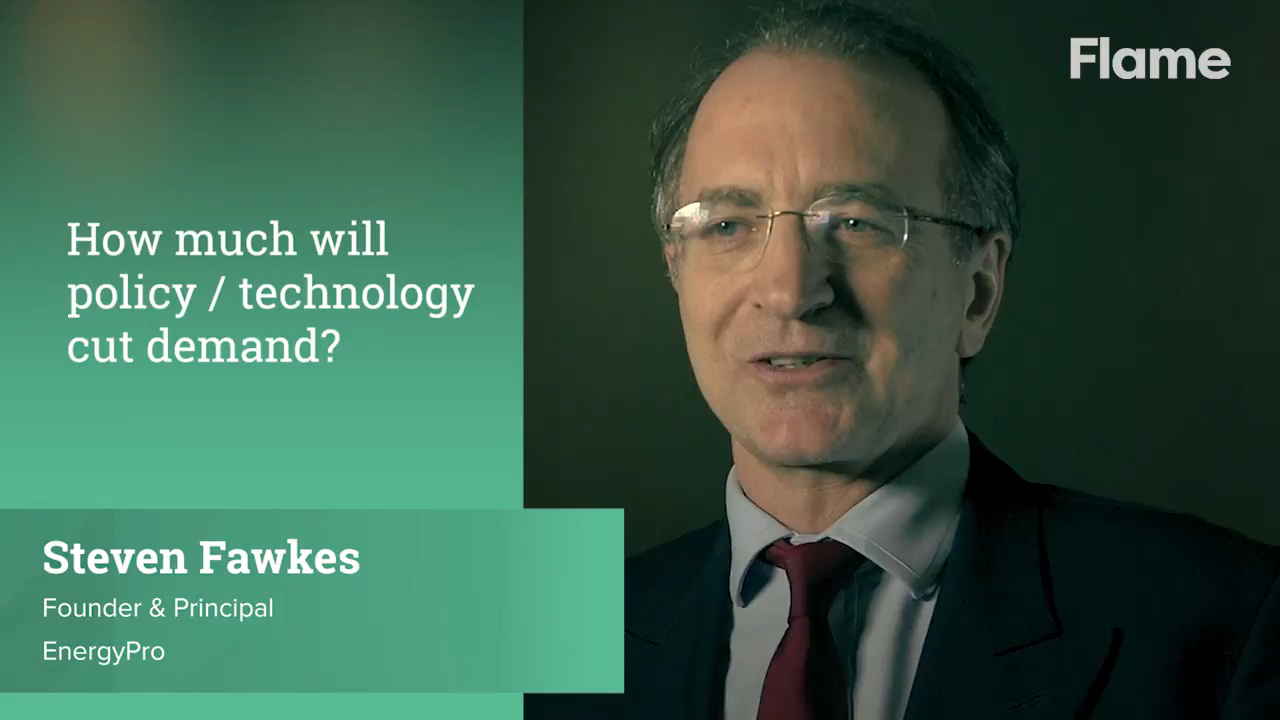 Flame
How much will
policy / technology
cut demand?
Steven Fawkes
Founder & Principal
EnergyPro